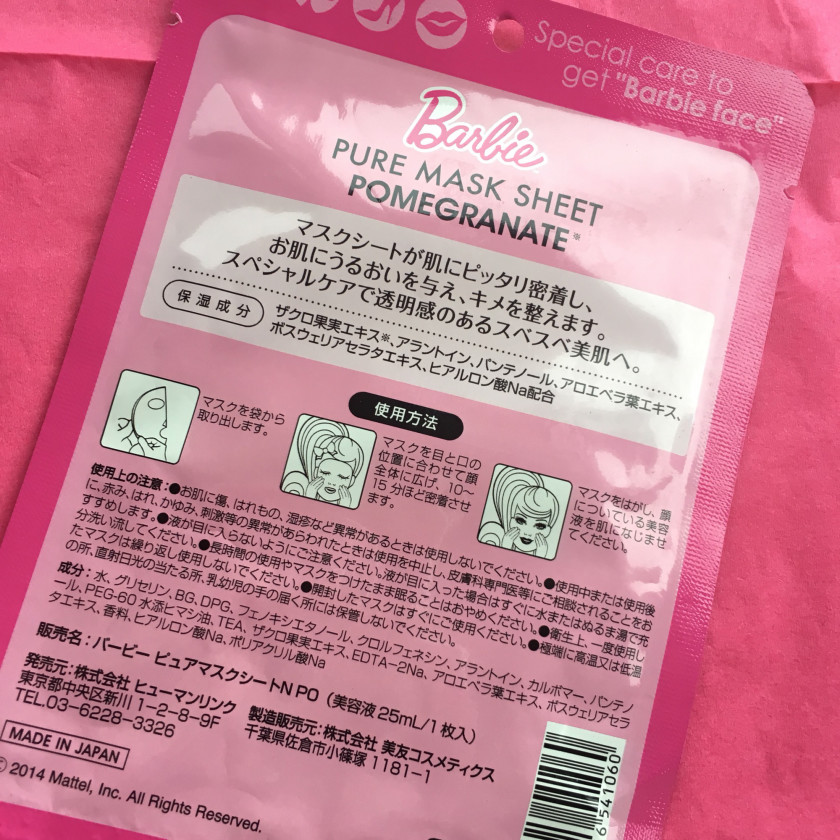 Special care to
get "Barbie face"
Barbie
PURE MASK SHEET
POMEGRANATE※
マスクシートが肌にピッタリ密着し、
お肌にうるおいを与え、キメを整えます。
スペシャルケアで透明感のあるスベスベ美肌へ。
保湿成分
ザクロ果実エキス※、アラントイン、パンテノール、アロエベラ葉エキス、
ボスウェリアセラタエキス、ヒアルロン酸Na配合
使用方法
マスクを袋から
取り出します。
マスクを目と口の
位置に合わせて顔
全体に広げ、10〜
15分ほど密着させ
ます。
マスクをはがし、顔
についている美容
液を肌になじませ
てください。
使用上の注意:●お肌に傷、はれもの、湿疹など異常があるときは使用しないでください。●使用中または使用後
に、赤み、はれ、かゆみ、刺激等の異常があらわれたときは使用を中止し、皮膚科専門医等にご相談されることをお
すすめします。●液が目に入らないようにご注意ください。液が目に入った場合はすぐに水またはぬるま湯で充
分洗い流してください。●長時間の使用やマスクをつけたまま眠ることはおやめください。●衛生上、一度使用し
たマスクは繰り返し使用しないでください。●開封したマスクはすぐにご使用ください。●極端に高温又は低温
の所、直射日光の当たる所、乳幼児の手の届く所には保管しないでください。
成分:水、グリセリン、BG、DPG、フェノキシエタノール、クロルフェネシン、アラントイン、カルボマー、パンテノ
ール、PEG-60 水添ヒマシ油、TEA、ザクロ果実エキス、EDTA-2Na、アロエベラ葉エキス、ボスウェリアセラ
タエキス、香料、ヒアルロン酸Na、ポリアクリル酸Na
販売名:バービー ピュアマスクシートN PO(美容液 25mL/1枚入)
発売元:株式会社 ヒューマンリンク
東京都中央区新川 1-2-8-9F
TEL.03-6228-3326
製造販売元:株式会社 美友コスメティクス
千葉県佐倉市小篠塚 1181-1
MADE IN JAPAN
© 2014 Mattel, Inc. All Rights Reserved.
6541060